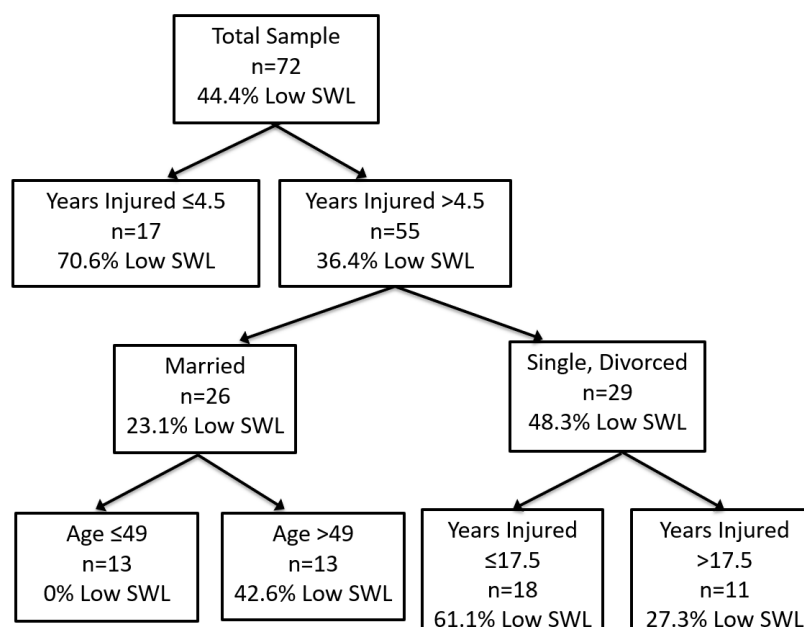 Total Sample
n=72
44.4% Low SWL
Years Injured ≤4.5
n=17
70.6% Low SWL
Years Injured >4.5
n=55
36.4% Low SWL
Married
n=26
23.1% Low SWL
Single, Divorced
n=29
48.3% Low SWL
Age ≤49
n=13
0% Low SWL
Age >49
n=13
42.6% Low SWL
Years Injured
≤17.5
n=18
61.1% Low SWL
Years Injured
>17.5
n=11
27.3% Low SWL